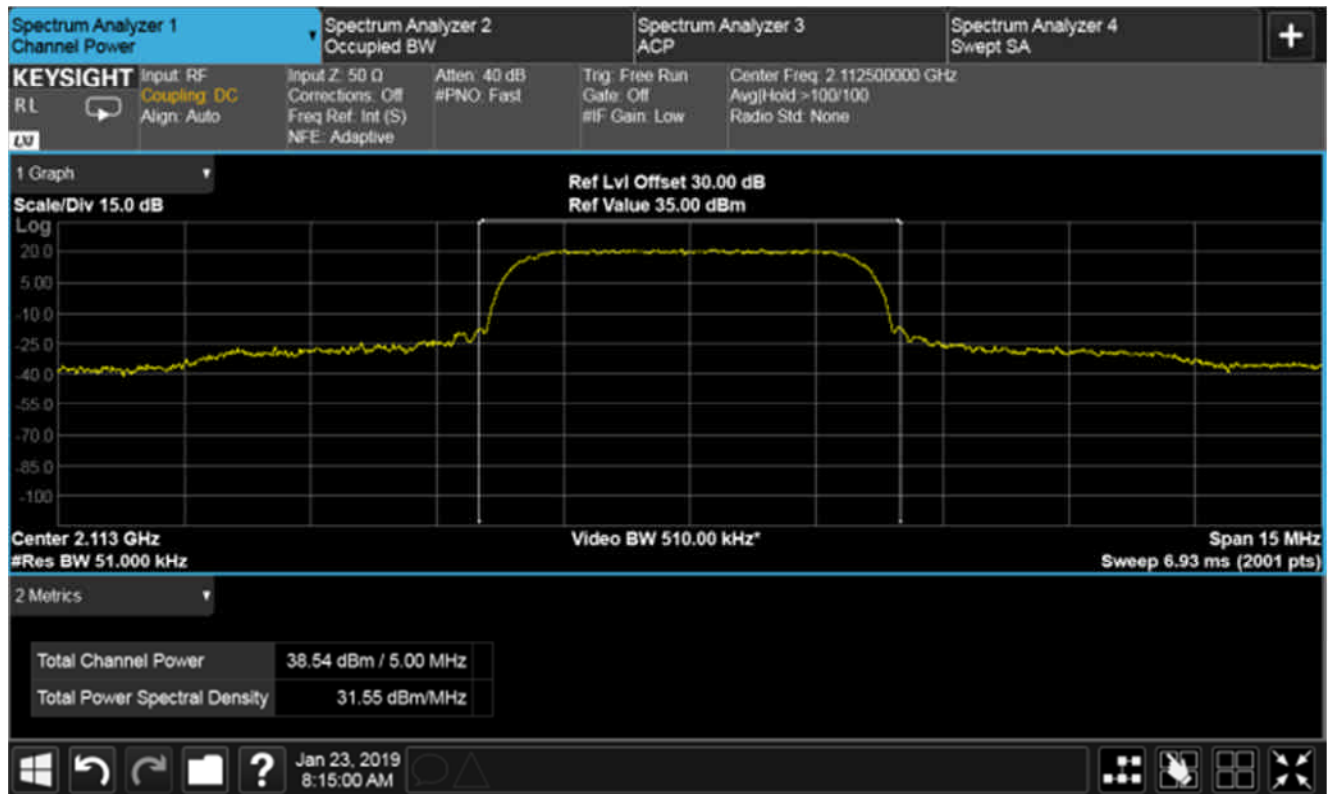 Spectrum Analyzer 1
Channel Power
Spectrum Analyzer 2
Occupied BW
Spectrum Analyzer 3
ACP
Spectrum Analyzer 4
Swept SA
+
KEYSIGHT
R L
Input: RF
Coupling: DC
Align: Auto
Input Z: 50 Ω
Corrections: Off
Freq Ref: Int (S)
NFE: Adaptive
Atten: 40 dB
#PNO: Fast
Trig: Free Run
Gate: Off
#IF Gain: Low
Center Freq: 2.112500000 GHz
Avg|Hold:>100/100
Radio Std: None
1 Graph
Scale/Div 15.0 dB
Ref Lvl Offset 30.00 dB
Ref Value 35.00 dBm
Log
20.0
5.00
-10.0
-25.0
-40.0
-55.0
-70.0
-85.0
-100
Center 2.113 GHz
#Res BW 51.000 kHz
Video BW 510.00 kHz*
Span 15 MHz
Sweep 6.93 ms (2001 pts)
2 Metrics
Total Channel Power 38.54 dBm / 5.00 MHz
Total Power Spectral Density 31.55 dBm/MHz
?
Jan 23, 2019
8:15:00 AM